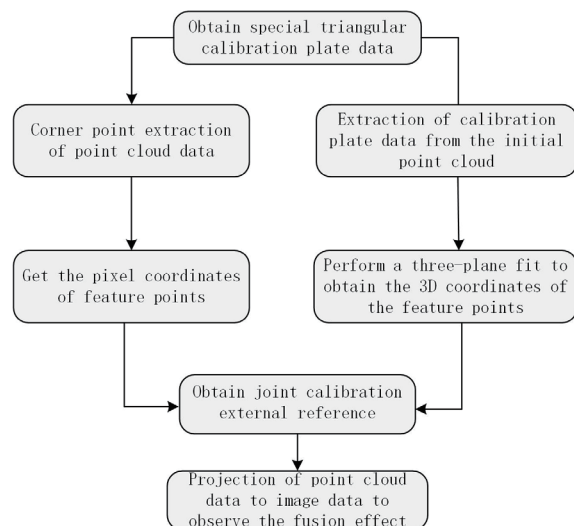 Obtain special triangular
calibration plate data
Corner point extraction
of point cloud data
Extraction of calibration
plate data from the initial
point cloud
Get the pixel coordinates
of feature points
Perform a three-plane fit to
obtain the 3D coordinates of
the feature points
Obtain joint calibration
external reference
Projection of point cloud
data to image data to
observe the fusion effect